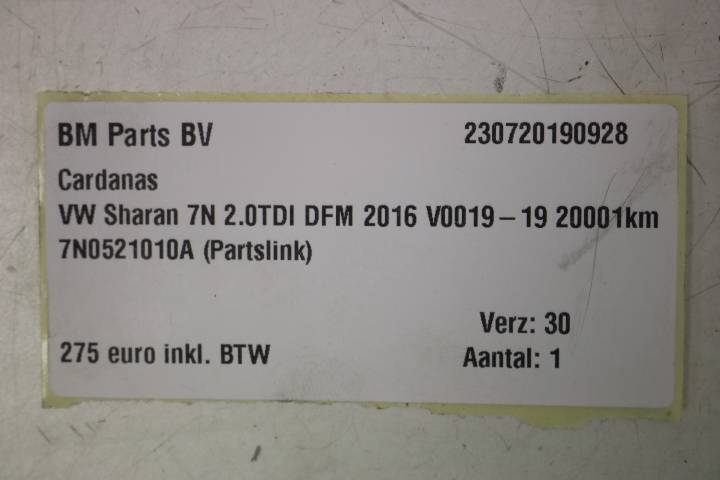 BM Parts BV 230720190928
Cardanas
VW Sharan 7N 2.0TDI DFM 2016 V0019-19 20001km
7N0521010A (Partslink)
Verz: 30
275 euro inkl. BTW Aantal: 1